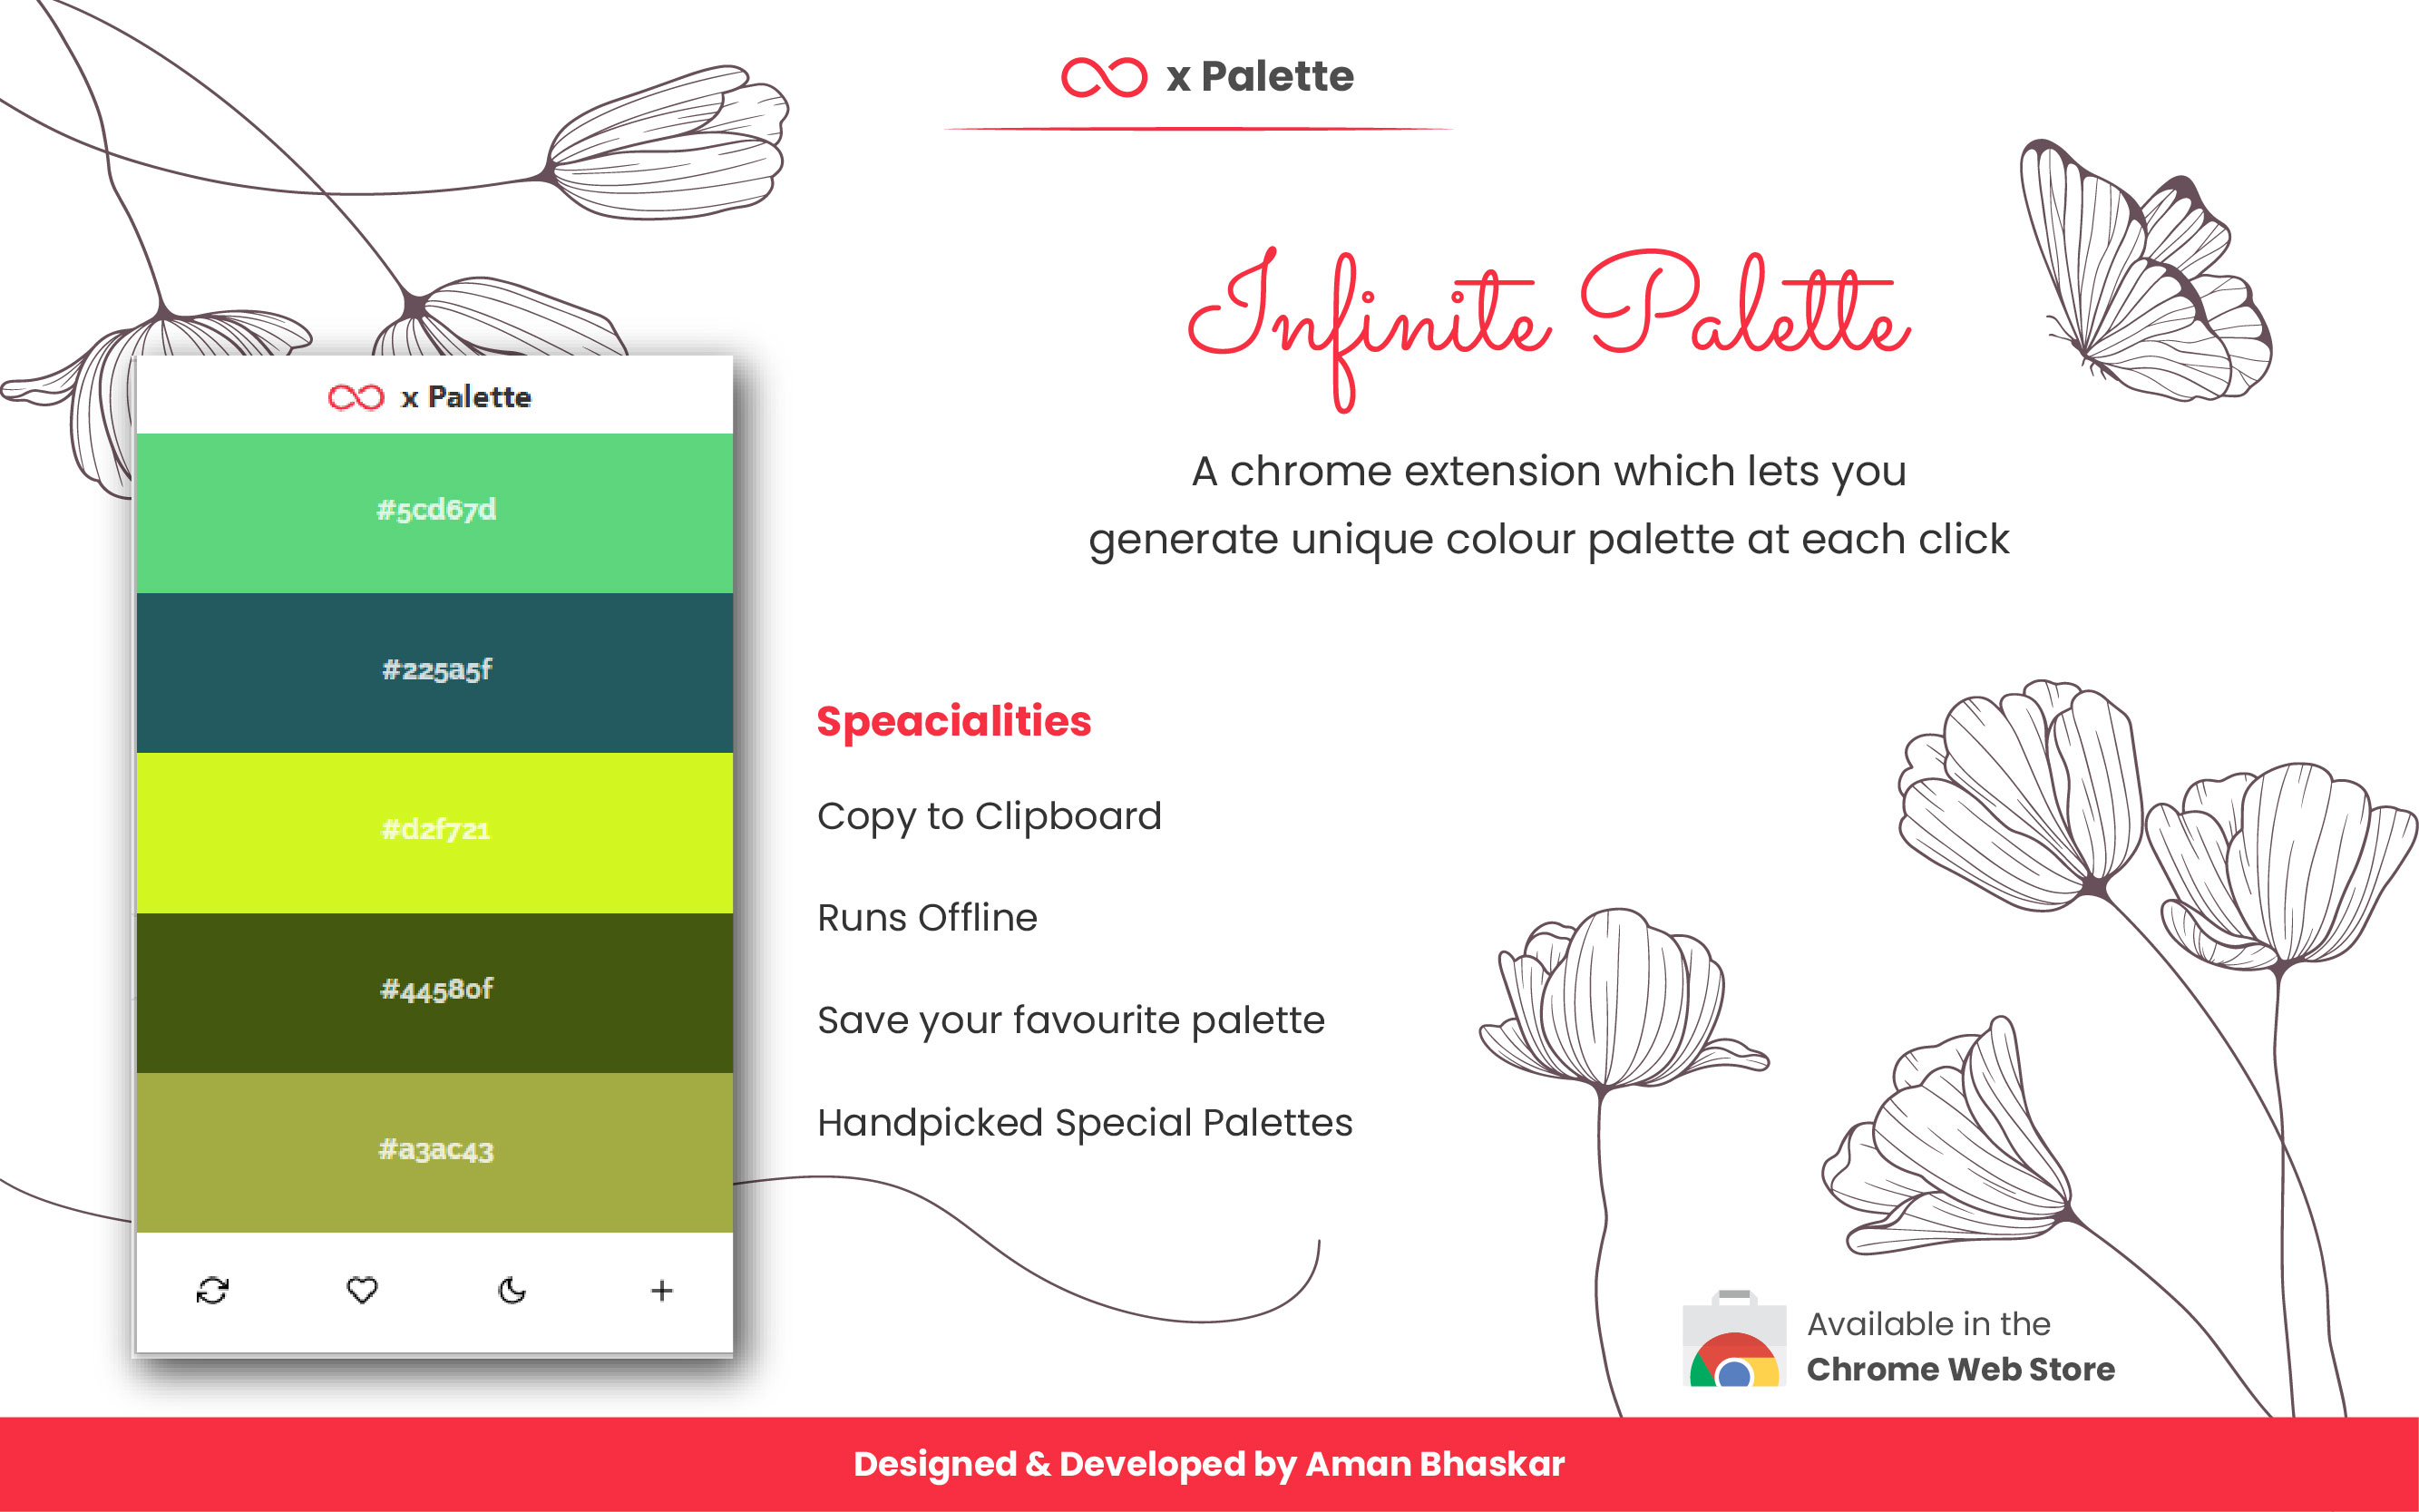 x Palette
Infinite Palette
A chrome extension which lets you
generate unique colour palette at each click
x Palette
#5cd67d
#225a5f
#d2f721
#44580f
#a3ac43
Speacialities
Copy to Clipboard
Runs Offline
Save your favourite palette
Handpicked Special Palettes
Available in the
Chrome Web Store
Designed & Developed by Aman Bhaskar